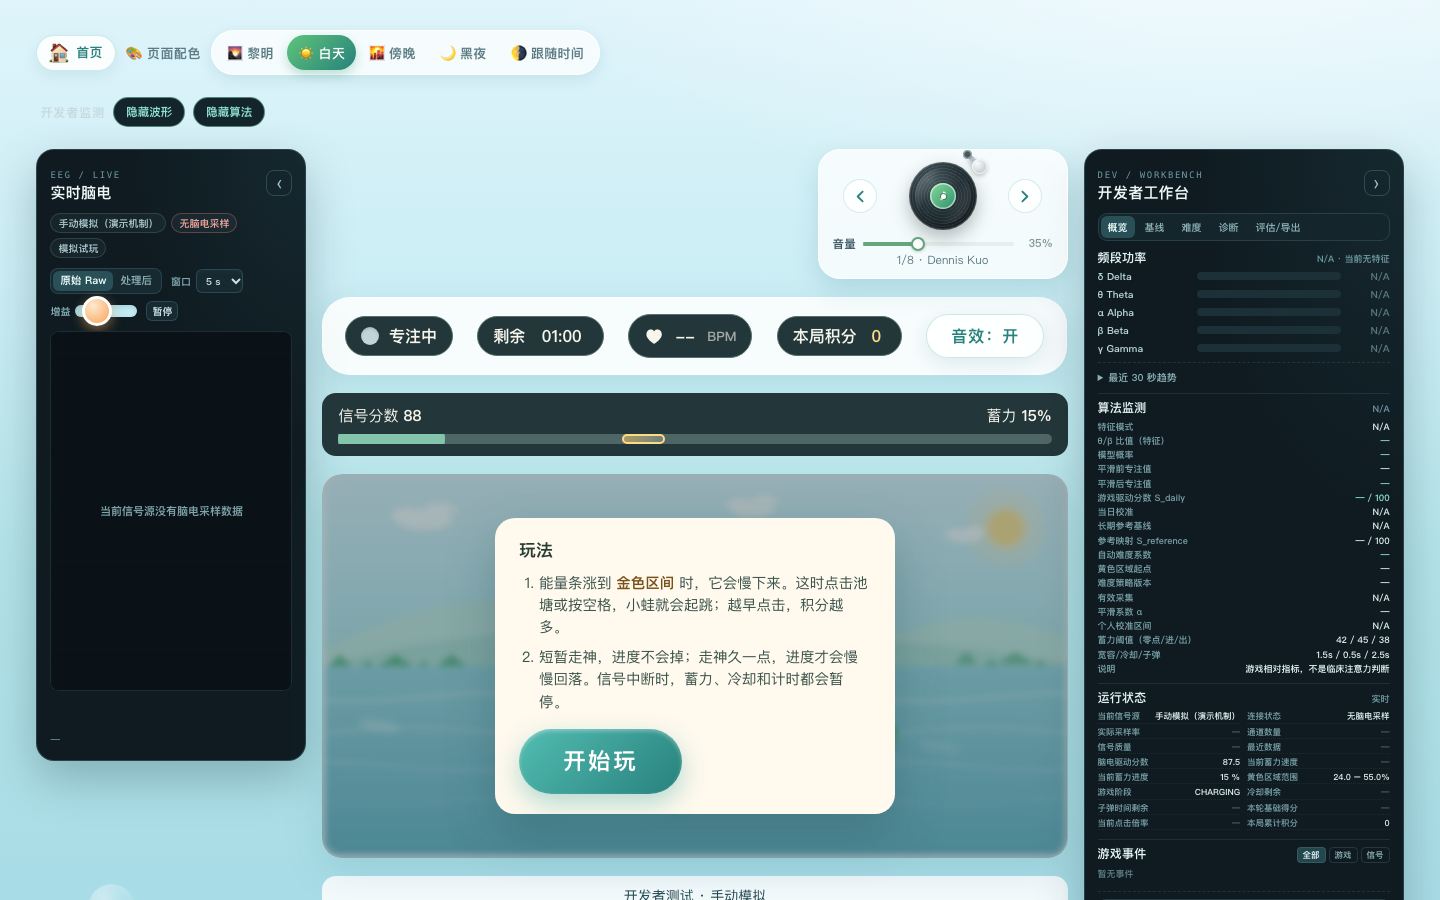 首页
页面配色
黎明
白天
傍晚
黑夜
跟随时间
开发者监测
隐藏波形
隐藏算法
EEG / LIVE
实时脑电
手动模拟（演示机制）
无脑电采样
模拟试玩
原始 Raw
处理后
窗口
5 s
增益
暂停
当前信号源没有脑电采样数据
—
音量
35%
1/8 · Dennis Kuo
专注中
剩余 01:00
-- BPM
本局积分 0
音效：开
信号分数 88
蓄力 15%
玩法
1. 能量条涨到 金色区间 时，它会慢下来。这时点击池
塘或按空格，小蛙就会起跳；越早点击，积分越
多。
2. 短暂走神，进度不会掉；走神久一点，进度才会慢
慢回落。信号中断时，蓄力、冷却和计时都会暂
停。
开始玩
开发者测试 · 手动模拟
DEV / WORKBENCH
开发者工作台
概览
基线
难度
诊断
评估/导出
频段功率
N/A · 当前无特征
δ Delta N/A
θ Theta N/A
α Alpha N/A
β Beta N/A
γ Gamma N/A
最近 30 秒趋势
算法监测 N/A
特征模式 N/A
θ/β 比值（特征） —
模型概率 —
平滑前专注值 —
平滑后专注值 —
游戏驱动分数 S_daily — / 100
当日校准 N/A
长期参考基线 N/A
参考映射 S_reference — / 100
自动难度系数 —
黄色区域起点 —
难度策略版本 —
有效采集 N/A
平滑系数 α —
个人校准区间 N/A
蓄力阈值（零点/进/出） 42 / 45 / 38
宽容/冷却/子弹 1.5s / 0.5s / 2.5s
说明 游戏相对指标，不是临床注意力判断
运行状态 实时
当前信号源 手动模拟（演示机制） 连接状态 无脑电采样
实际采样率 — 通道数量 —
信号质量 — 最近数据 —
脑电驱动分数 87.5 当前蓄力速度 —
当前蓄力进度 15 % 黄色区域范围 24.0 — 55.0%
游戏阶段 CHARGING 冷却剩余 —
子弹时间剩余 — 本轮基础得分 —
当前点击倍率 — 本局累计积分 0
游戏事件
全部
游戏
信号
暂无事件